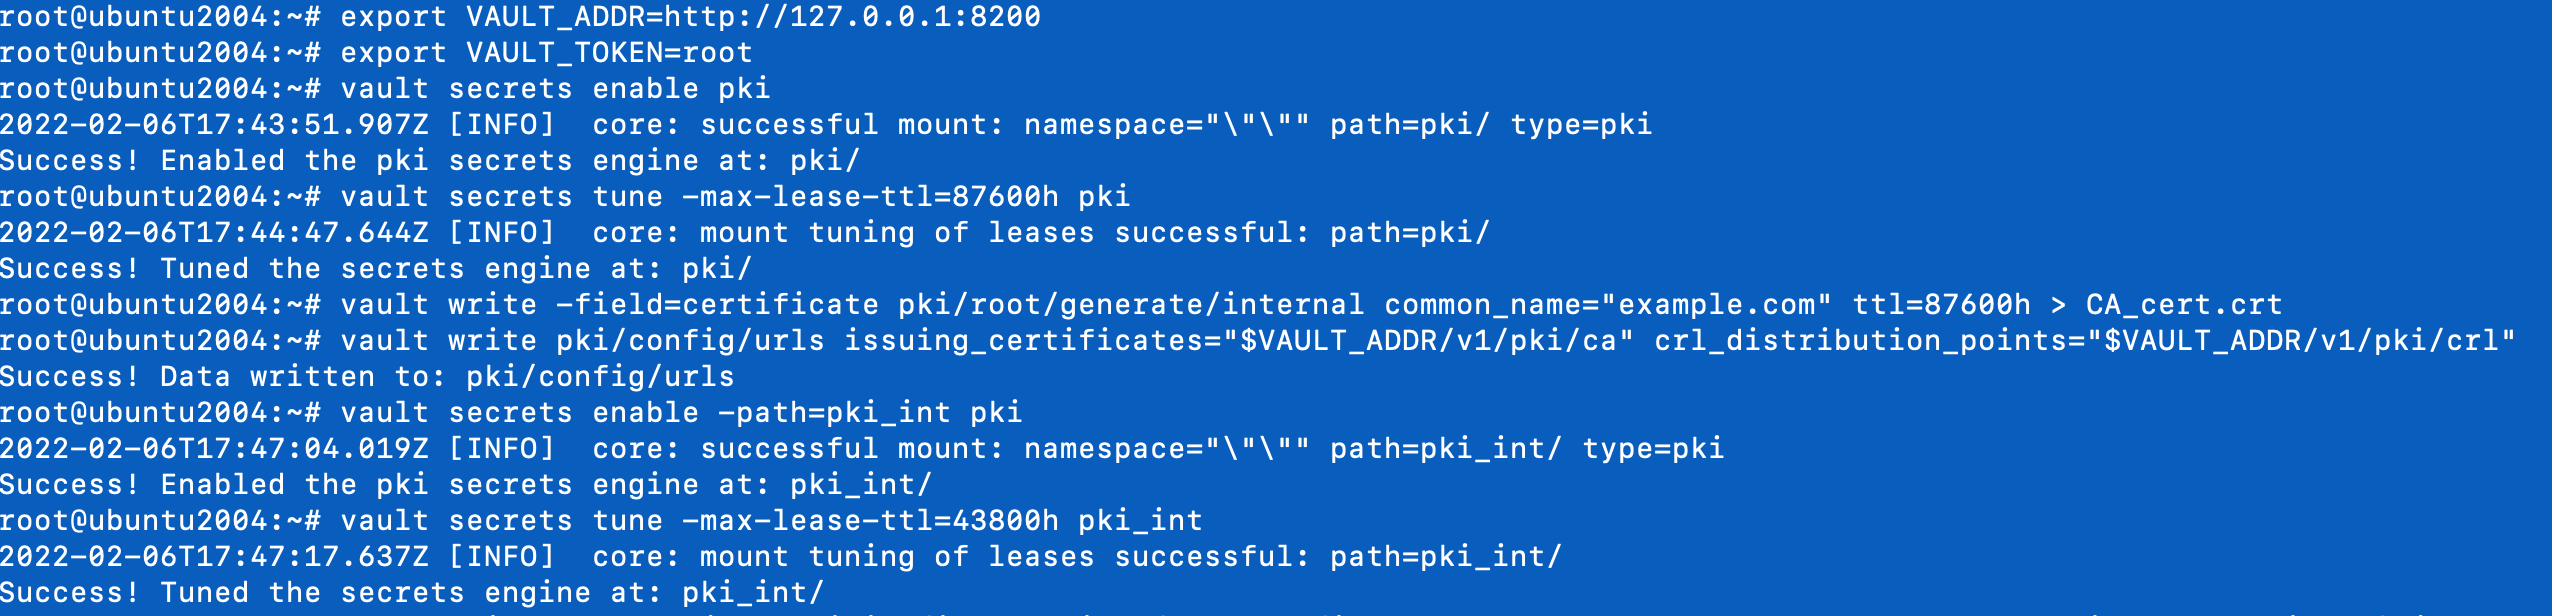 root@ubuntu2004:~# export VAULT_ADDR=http://127.0.0.1:8200
root@ubuntu2004:~# export VAULT_TOKEN=root
root@ubuntu2004:~# vault secrets enable pki
2022-02-06T17:43:51.907Z [INFO]  core: successful mount: namespace="\"\"" path=pki/ type=pki
Success! Enabled the pki secrets engine at: pki/
root@ubuntu2004:~# vault secrets tune -max-lease-ttl=87600h pki
2022-02-06T17:44:47.644Z [INFO]  core: mount tuning of leases successful: path=pki/
Success! Tuned the secrets engine at: pki/
root@ubuntu2004:~# vault write -field=certificate pki/root/generate/internal common_name="example.com" ttl=87600h > CA_cert.crt
root@ubuntu2004:~# vault write pki/config/urls issuing_certificates="$VAULT_ADDR/v1/pki/ca" crl_distribution_points="$VAULT_ADDR/v1/pki/crl"
Success! Data written to: pki/config/urls
root@ubuntu2004:~# vault secrets enable -path=pki_int pki
2022-02-06T17:47:04.019Z [INFO]  core: successful mount: namespace="\"\"" path=pki_int/ type=pki
Success! Enabled the pki secrets engine at: pki_int/
root@ubuntu2004:~# vault secrets tune -max-lease-ttl=43800h pki_int
2022-02-06T17:47:17.637Z [INFO]  core: mount tuning of leases successful: path=pki_int/
Success! Tuned the secrets engine at: pki_int/